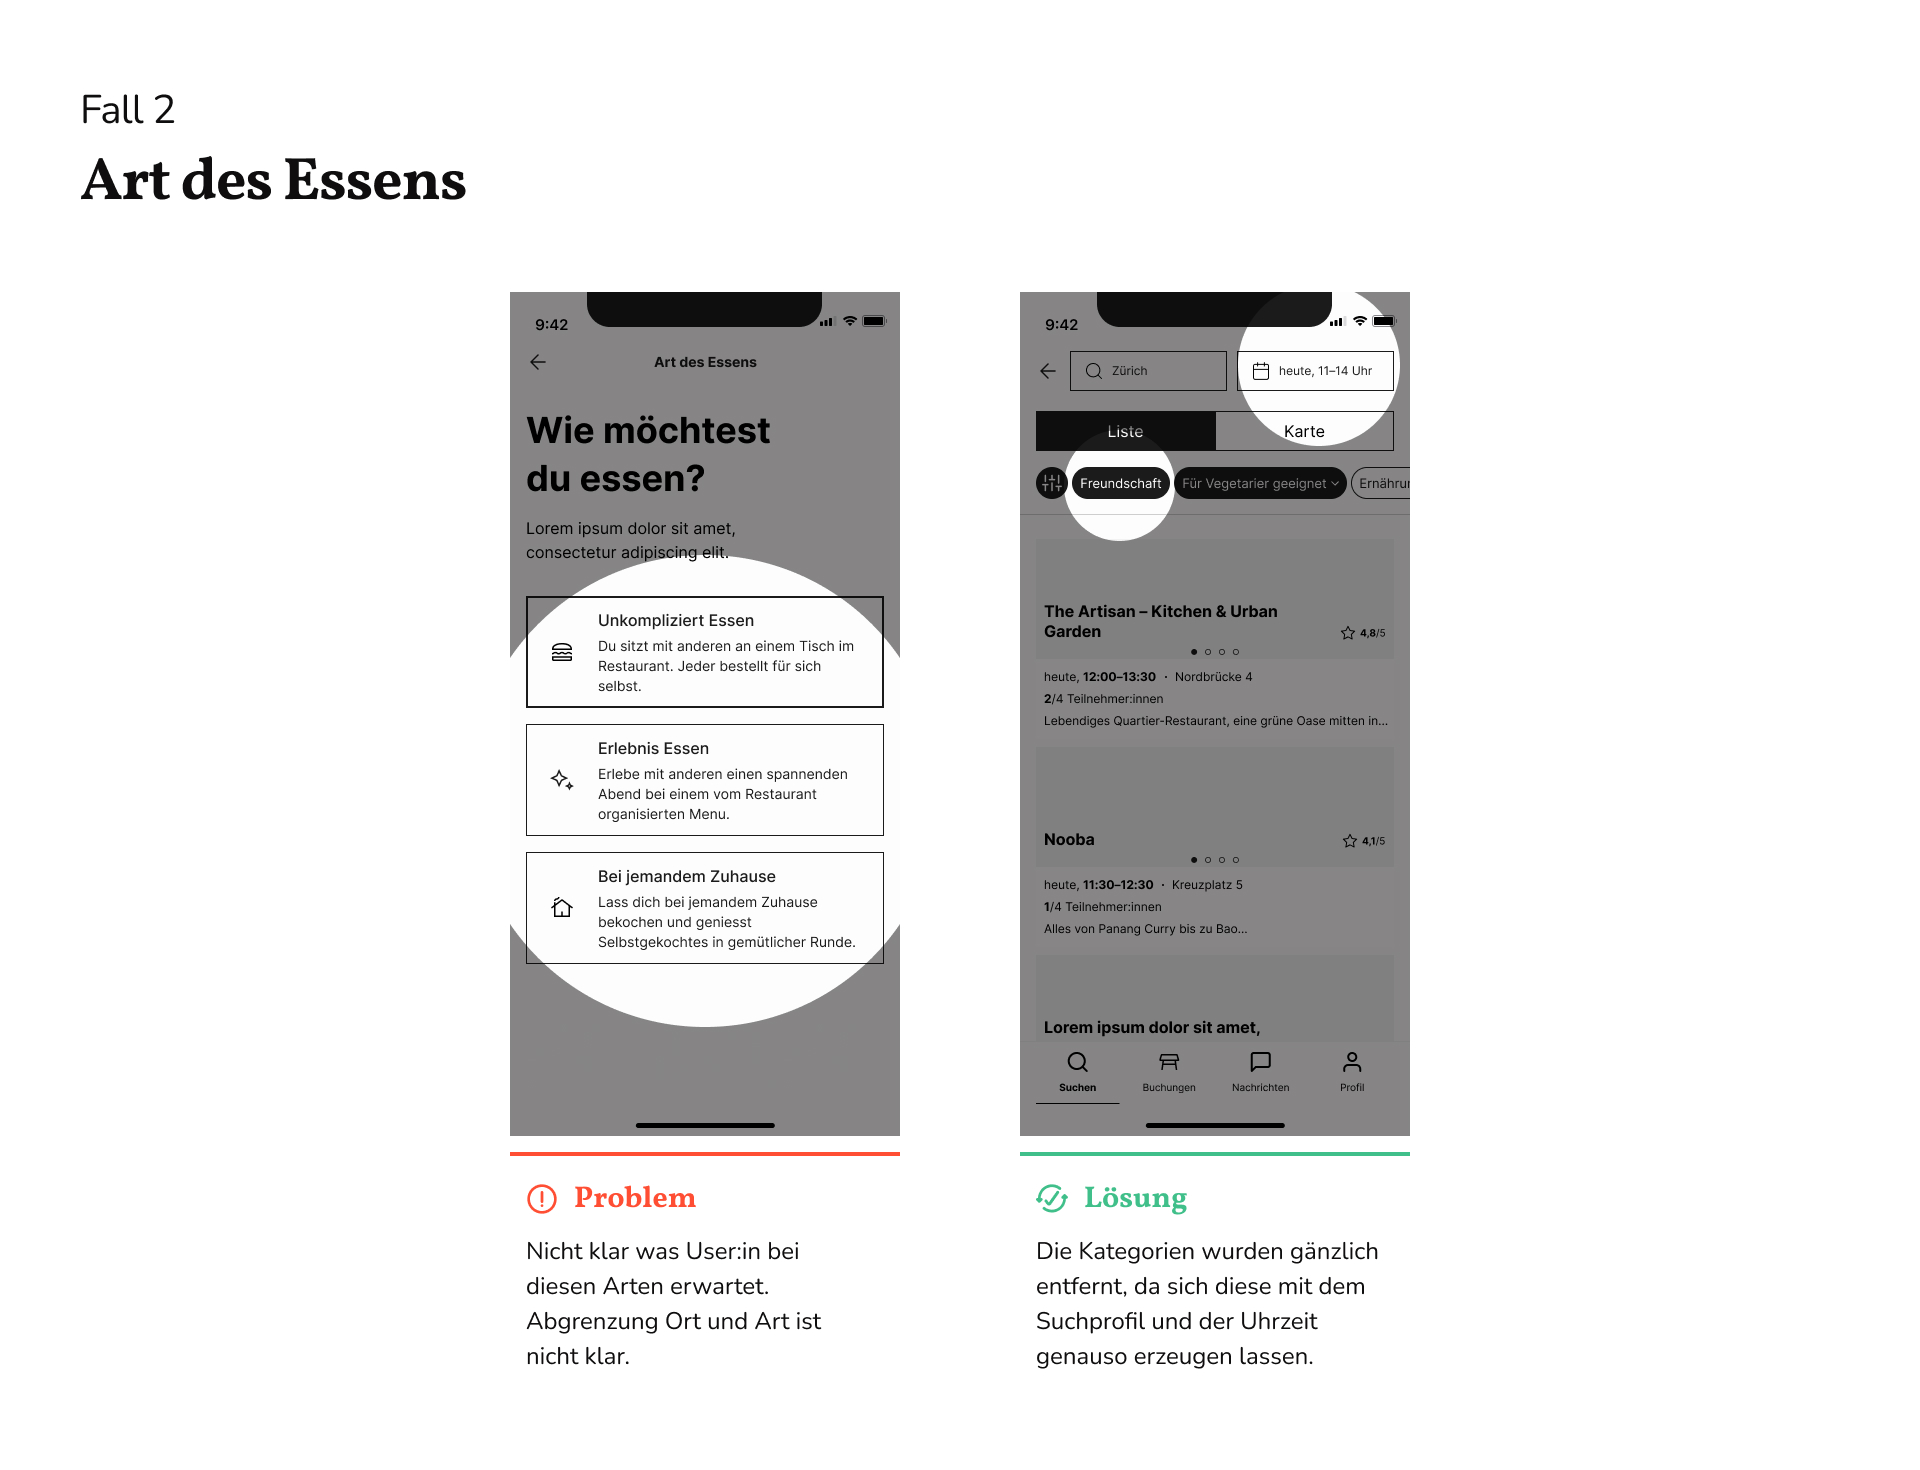 Fall 2
Art des Essens
9:42
Art des Essens
Wie möchtest
du essen?
Lorem ipsum dolor sit amet,
consectetur adipiscing elit.
Unkompliziert Essen
Du sitzt mit anderen an einem Tisch im
Restaurant. Jeder bestellt für sich
selbst.
Erlebnis Essen
Erlebe mit anderen einen spannenden
Abend bei einem vom Restaurant
organisierten Menu.
Bei jemandem Zuhause
Lass dich bei jemandem Zuhause
bekochen und geniesst
Selbstgekochtes in gemütlicher Runde.
Problem
Nicht klar was User:in bei
diesen Arten erwartet.
Abgrenzung Ort und Art ist
nicht klar.
9:42
Zürich
heute, 11–14 Uhr
Liste
Karte
Freundschaft
Für Vegetarier geeignet
Ernährun
The Artisan – Kitchen & Urban
Garden
4,8/5
heute, 12:00–13:30 · Nordbrücke 4
2/4 Teilnehmer:innen
Lebendiges Quartier-Restaurant, eine grüne Oase mitten in...
Nooba
4,1/5
heute, 11:30–12:30 · Kreuzplatz 5
1/4 Teilnehmer:innen
Alles von Panang Curry bis zu Bao...
Lorem ipsum dolor sit amet,
Suchen
Buchungen
Nachrichten
Profil
Lösung
Die Kategorien wurden gänzlich
entfernt, da sich diese mit dem
Suchprofil und der Uhrzeit
genauso erzeugen lassen.